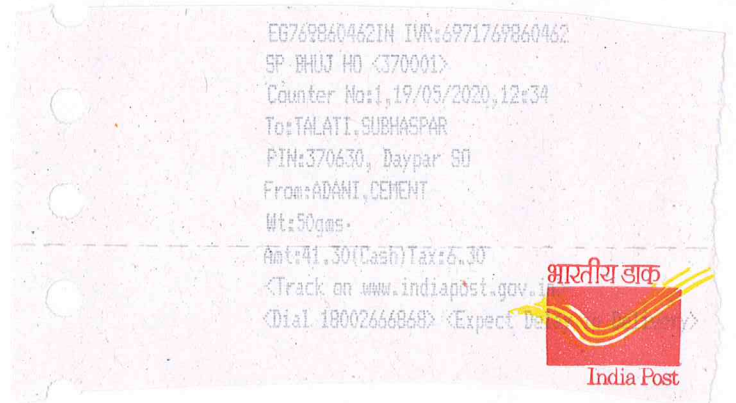 EG769860462IN IVR:6971769860462
SP BHUJ HO <370001>
Counter No:1,19/05/2020,12:34
To:TALATI.SUBHASPAR
PIN:370630, Daypar SO
From:ADANI,CEMENT
Wt:50gms.
Amt:41.30(Cash)Tax:6.30
<Track on www.indiapost.gov.i
<Dial 18002666868> <Expect
भारतीय डाक
India Post